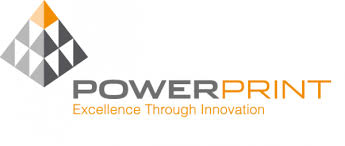 POWERPRINT
Excellence Through Innovation